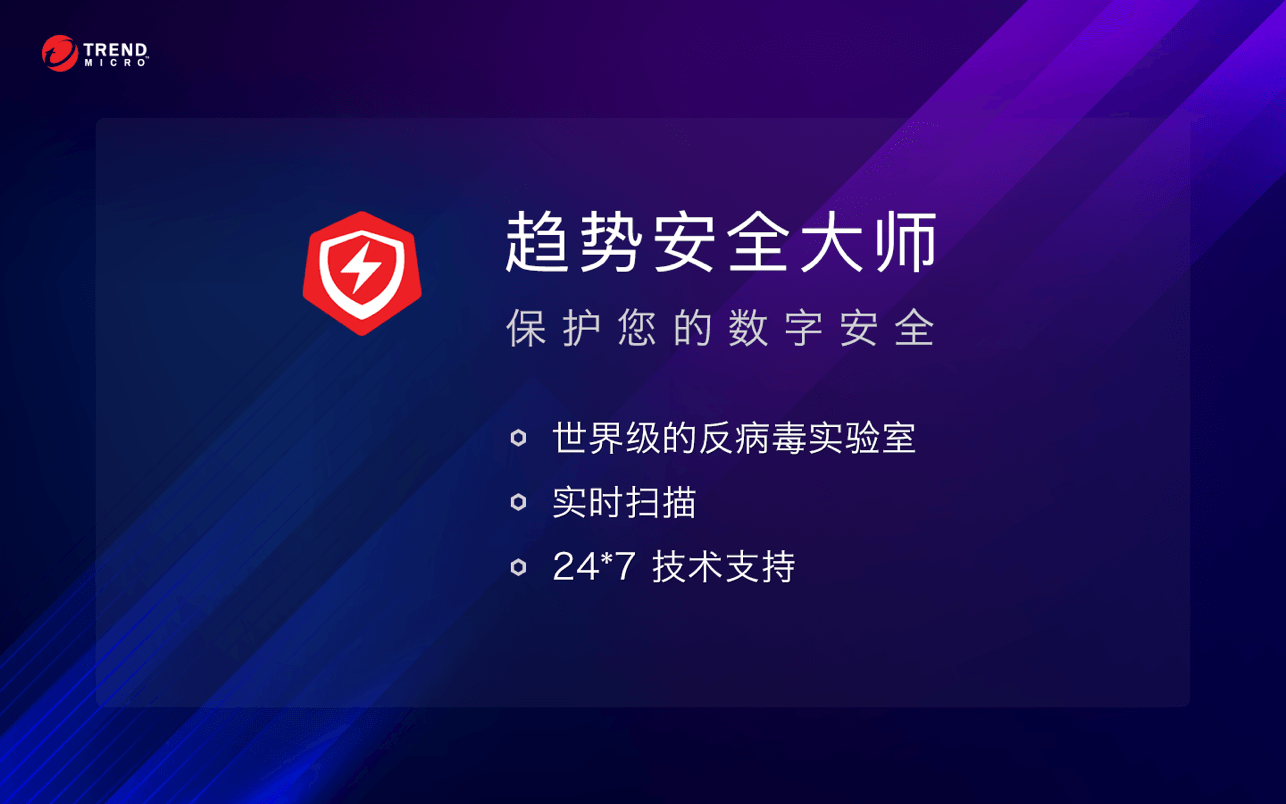 TREND
MICRO™
趋势安全大师
保护您的数字安全
世界级的反病毒实验室
实时扫描
24*7 技术支持